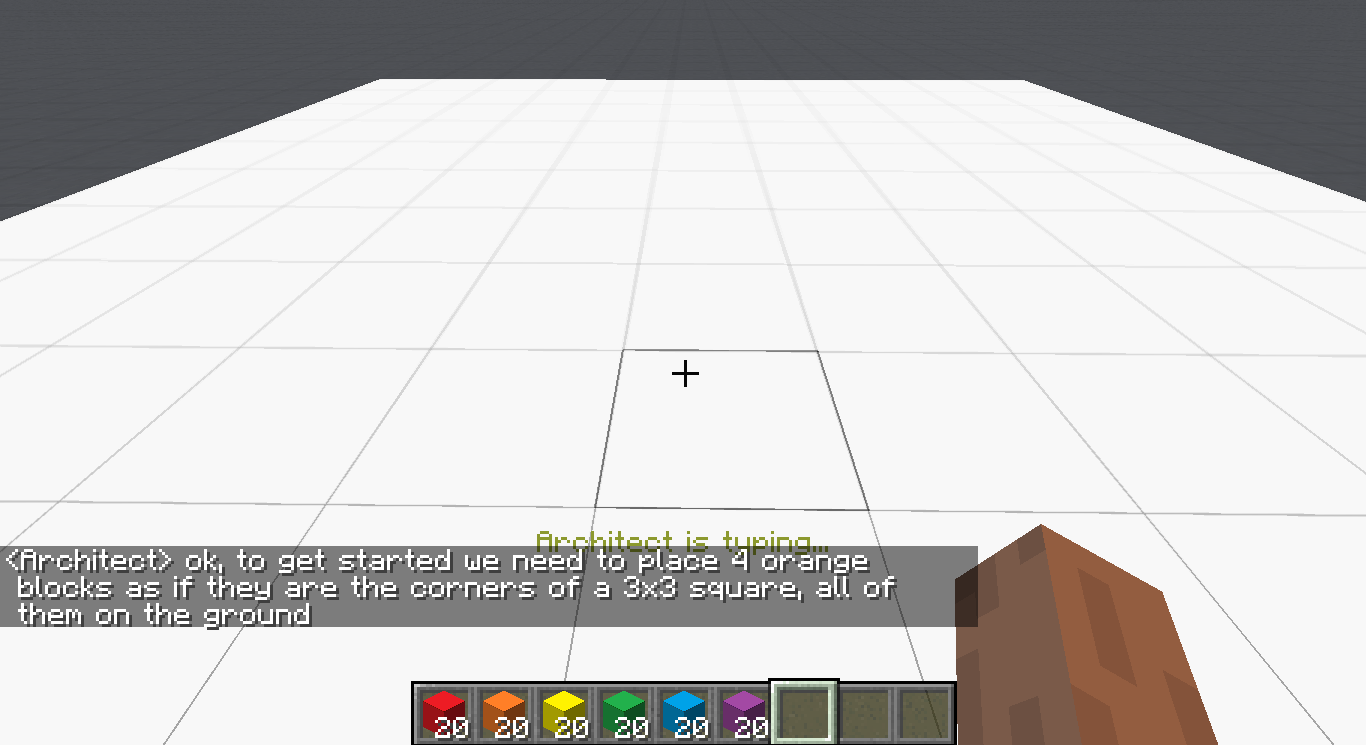 Architect is typing...
<Architect> ok, to get started we need to place 4 orange
blocks as if they are the corners of a 3x3 square, all of
them on the ground
20 20 20 20 20 20